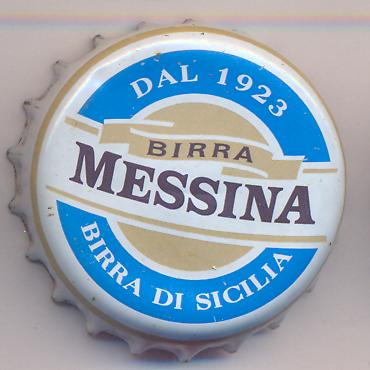 DAL 1923
BIRRA
MESSINA
BIRRA DI SICILIA